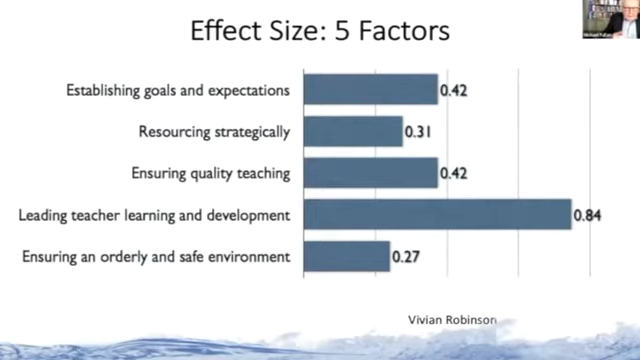 Effect Size: 5 Factors
Establishing goals and expectations 0.42
Resourcing strategically 0.31
Ensuring quality teaching 0.42
Leading teacher learning and development 0.84
Ensuring an orderly and safe environment 0.27
Vivian Robinson